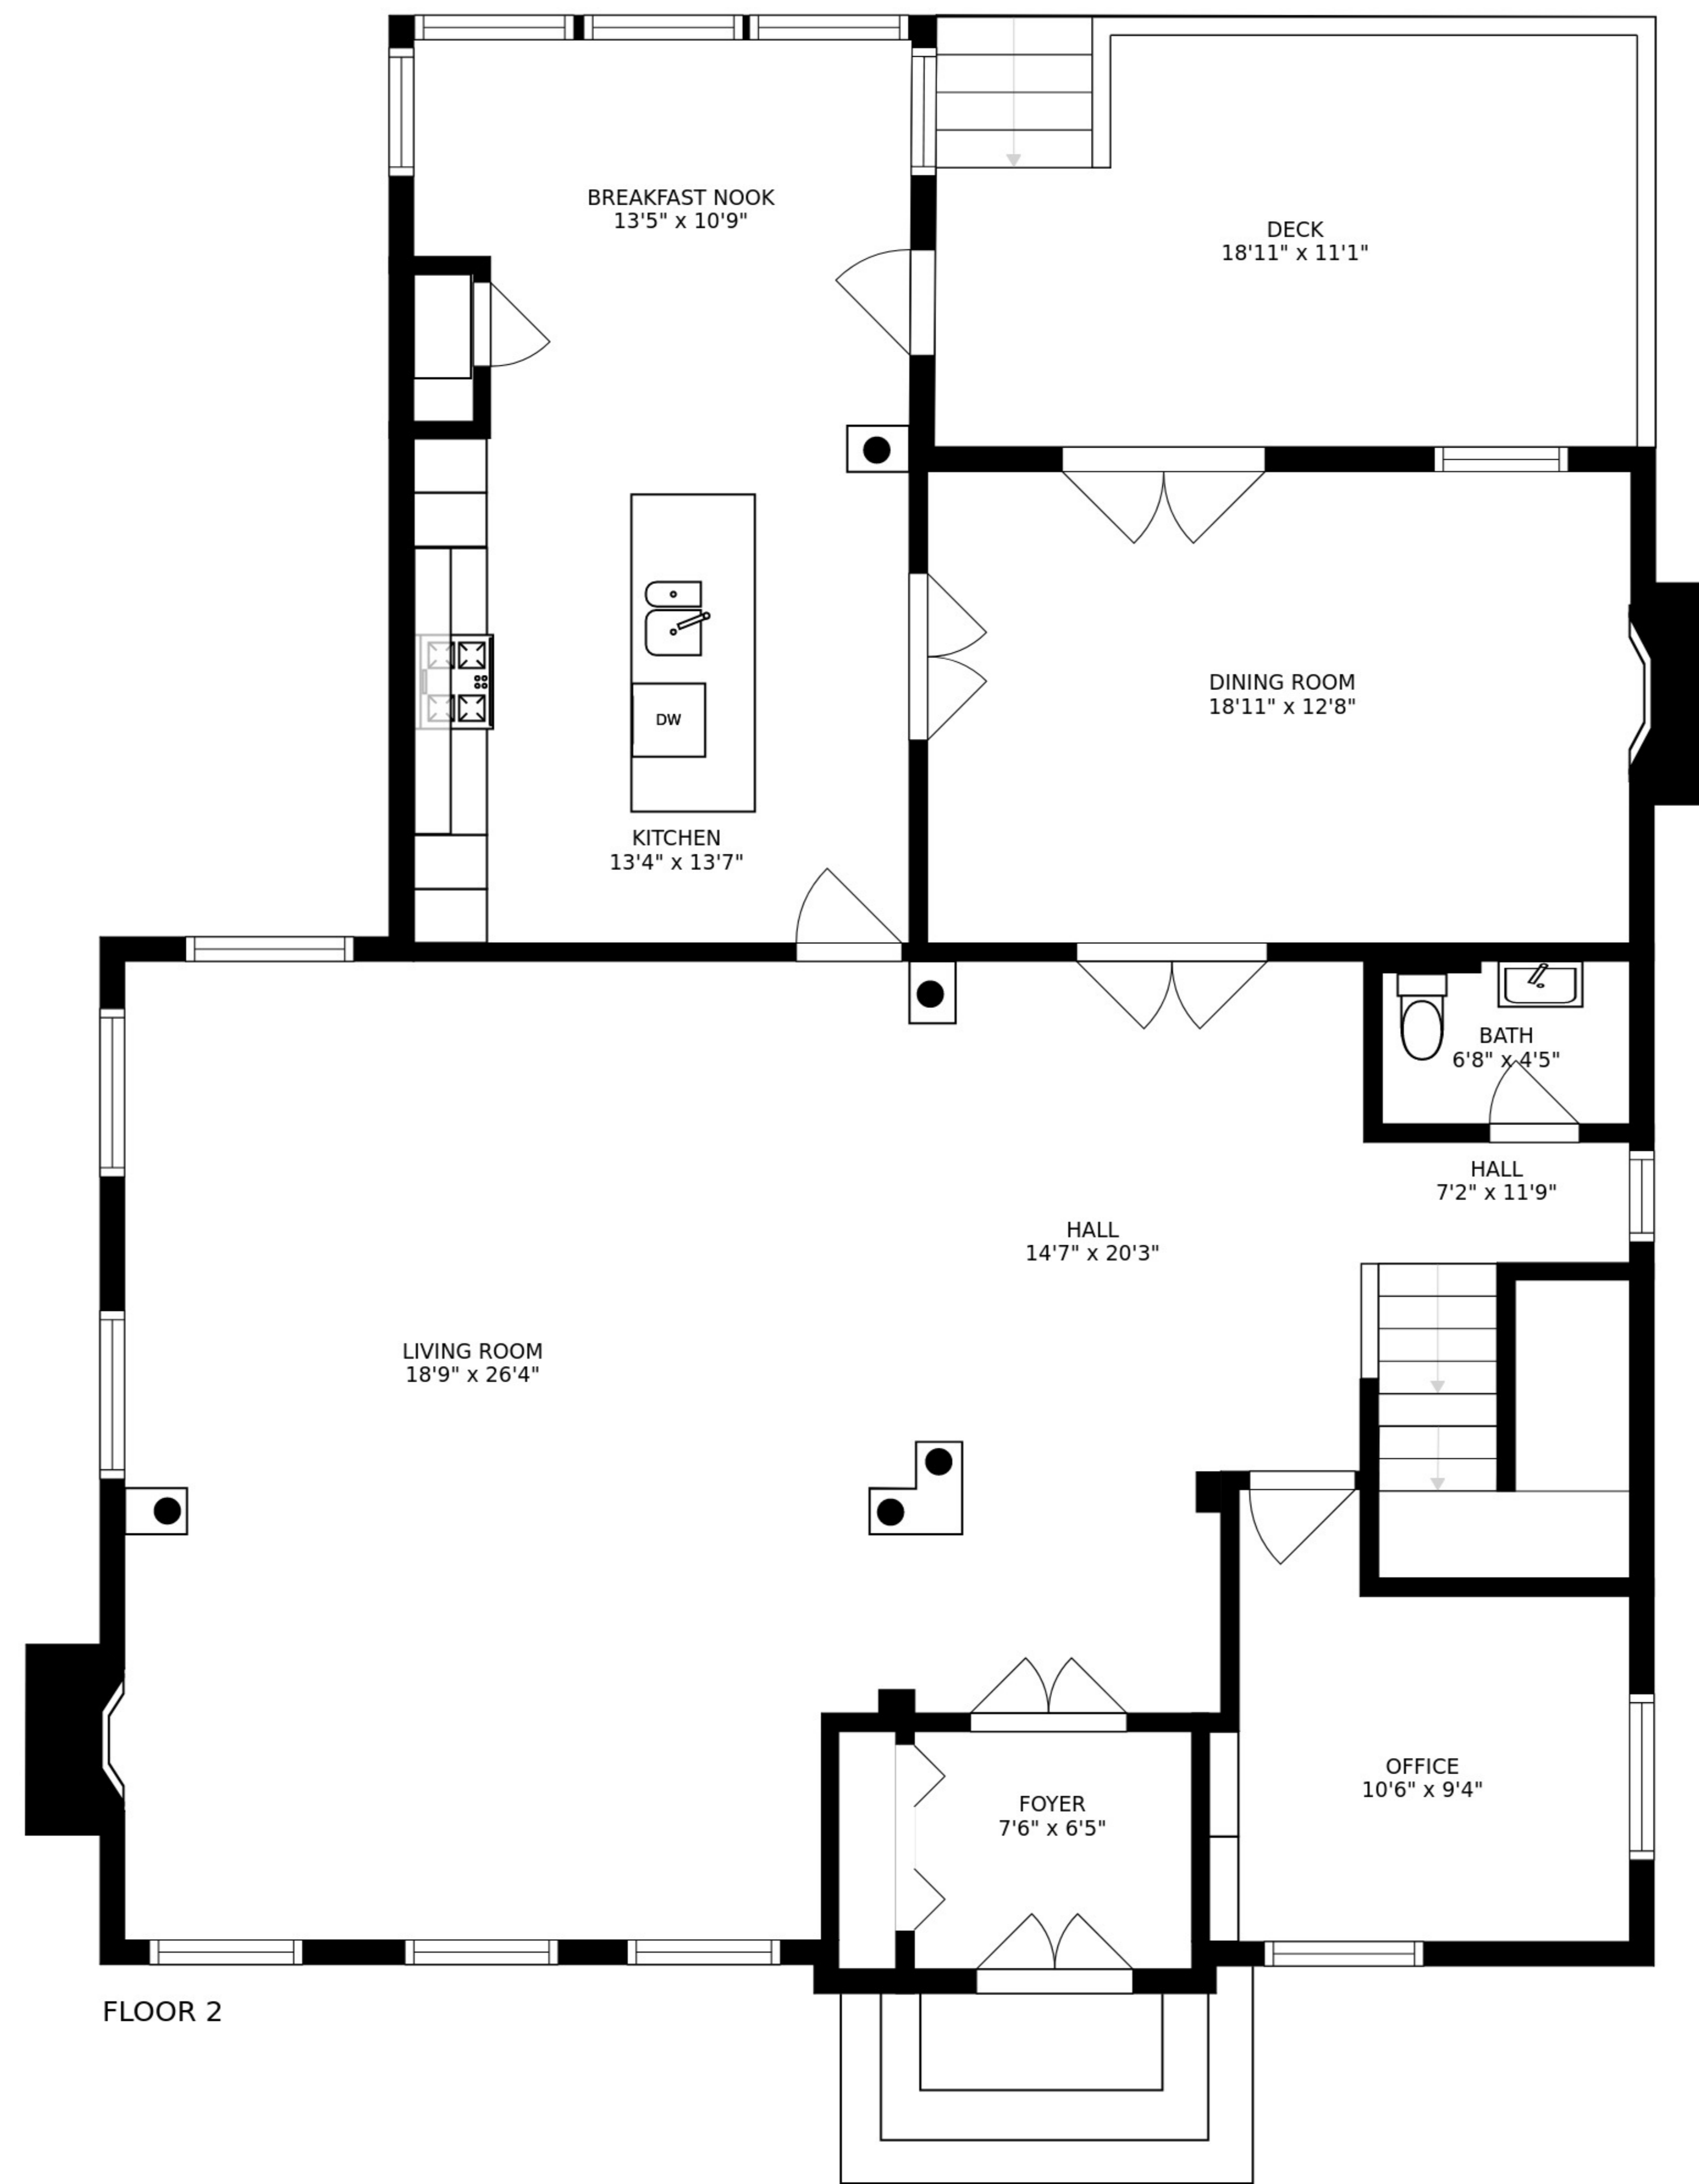 BREAKFAST NOOK
13'5" x 10'9"
DECK
18'11" x 11'1"
DINING ROOM
18'11" x 12'8"
DW
KITCHEN
13'4" x 13'7"
BATH
6'8" x 4'5"
HALL
7'2" x 11'9"
HALL
14'7" x 20'3"
LIVING ROOM
18'9" x 26'4"
OFFICE
10'6" x 9'4"
FOYER
7'6" x 6'5"
FLOOR 2